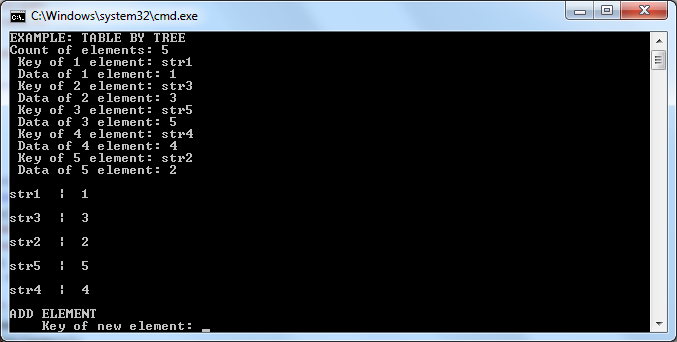 C:\Windows\system32\cmd.exe
EXAMPLE: TABLE BY TREE
Count of elements: 5
Key of 1 element: str1
Data of 1 element: 1
Key of 2 element: str3
Data of 2 element: 3
Key of 3 element: str5
Data of 3 element: 5
Key of 4 element: str4
Data of 4 element: 4
Key of 5 element: str2
Data of 5 element: 2
str1 ¦ 1
str3 ¦ 3
str2 ¦ 2
str5 ¦ 5
str4 ¦ 4
ADD ELEMENT
Key of new element: _